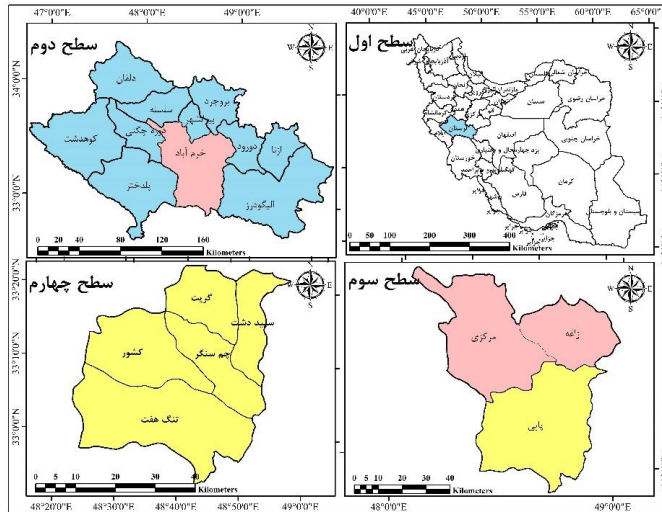 سطح اول
40°0'0"E 45°0'0"E 50°0'0"E 55°0'0"E 60°0'0"E 65°0'0"E
N
W E
S
خراسان شمالی
خراسان رضوی
سمنان
کرمانشاه
لرستان
اصفهان
خراسان جنوبی
یزد
خوزستان
فارس
کرمان
سیستان و بلوچستان
0 50 100 200 300 400
Kilometers
سطح دوم
47°0'0"E 48°0'0"E 49°0'0"E
34°0'0"N
33°0'0"N
N
W E
S
دلفان
سلسله
بروجرد
کوهدشت
دوره چگنی
دورود
ازنا
خرم آباد
پلدختر
الیگودرز
0 20 40 80 120 160
Kilometers
سطح سوم
N
W E
S
مرکزی
زاغه
پاپی
0 5 10 20 30 40
Kilometers
48°0'0"E 49°0'0"E
سطح چهارم
33°20'0"N
33°10'0"N
33°0'0"N
N
W E
S
گریت
سپید دشت
چم سنگر
کشور
تنگ هفت
0 5 10 20 30 40
Kilometers
48°20'0"E 48°30'0"E 48°40'0"E 48°50'0"E 49°0'0"E